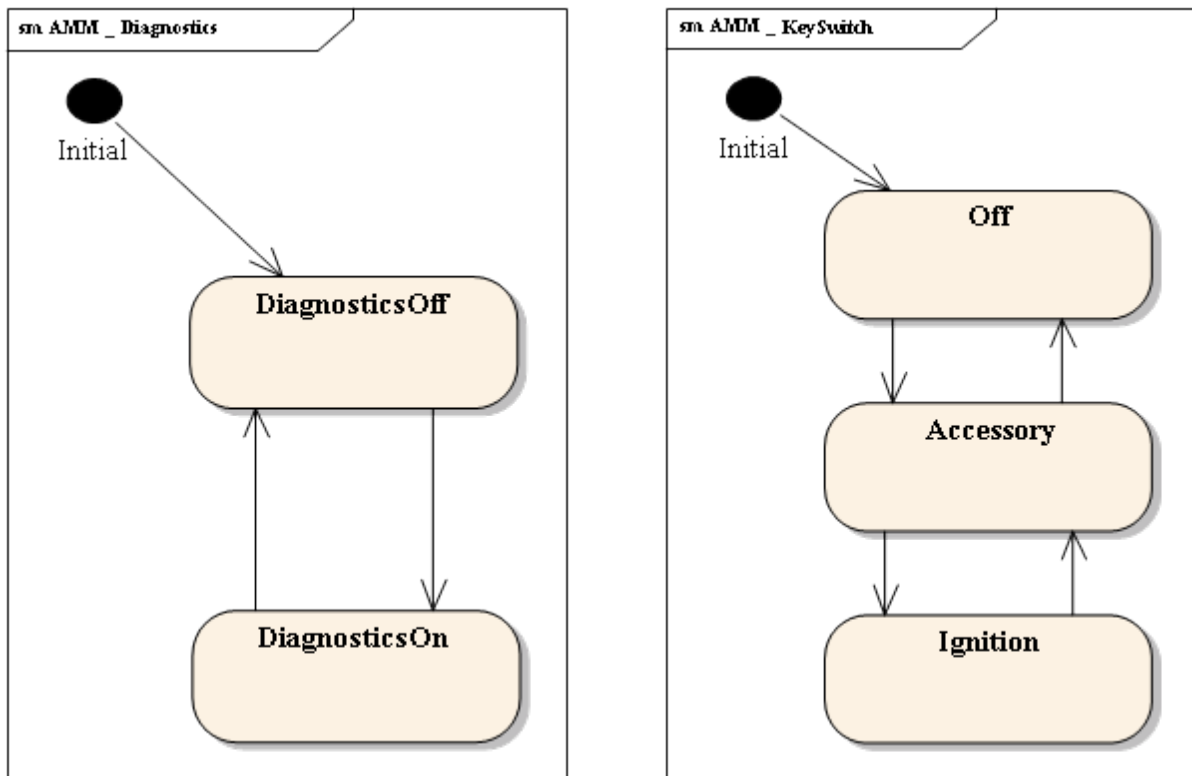 sm AMM _ Diagnostics
Initial
DiagnosticsOff
DiagnosticsOn
sm AMM _ KeySwitch
Initial
Off
Accessory
Ignition